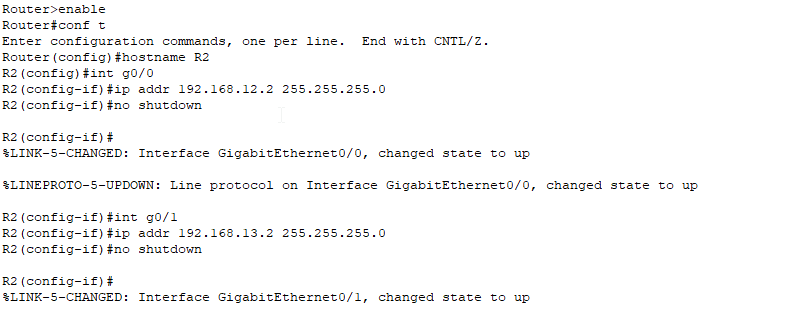 Router>enable
Router#conf t
Enter configuration commands, one per line.  End with CNTL/Z.
Router(config)#hostname R2
R2(config)#int g0/0
R2(config-if)#ip addr 192.168.12.2 255.255.255.0
R2(config-if)#no shutdown
R2(config-if)#
%LINK-5-CHANGED: Interface GigabitEthernet0/0, changed state to up
%LINEPROTO-5-UPDOWN: Line protocol on Interface GigabitEthernet0/0, changed state to up
R2(config-if)#int g0/1
R2(config-if)#ip addr 192.168.13.2 255.255.255.0
R2(config-if)#no shutdown
R2(config-if)#
%LINK-5-CHANGED: Interface GigabitEthernet0/1, changed state to up